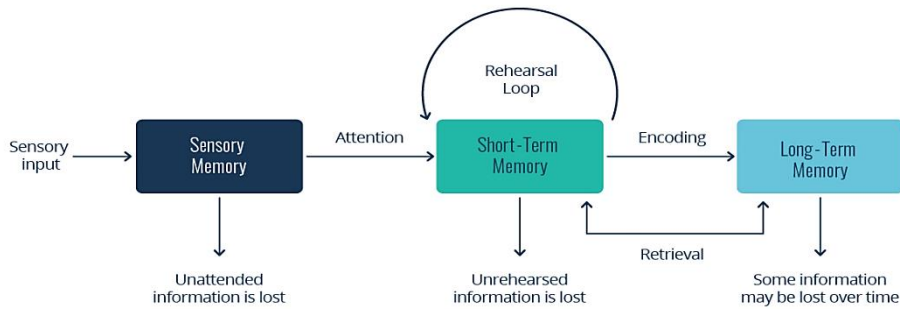 Rehearsal
Loop
Sensory
input
Sensory
Memory
Attention
Short-Term
Memory
Encoding
Long-Term
Memory
Retrieval
Unattended
information is lost
Unrehearsed
information is lost
Some information
may be lost over time